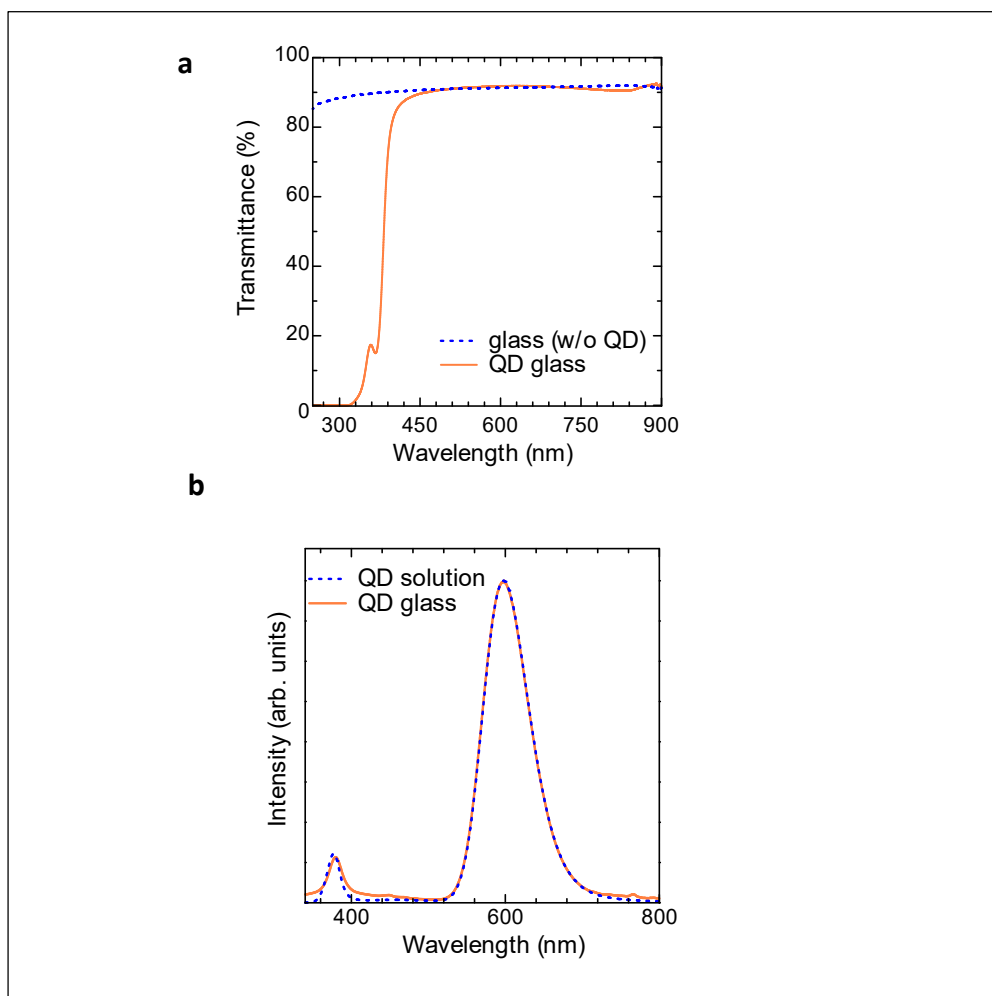 a
100
80
60
40
20
0
Transmittance (%)
glass (w/o QD)
QD glass
300 450 600 750 900
Wavelength (nm)
b
QD solution
QD glass
Intensity (arb. units)
400 600 800
Wavelength (nm)